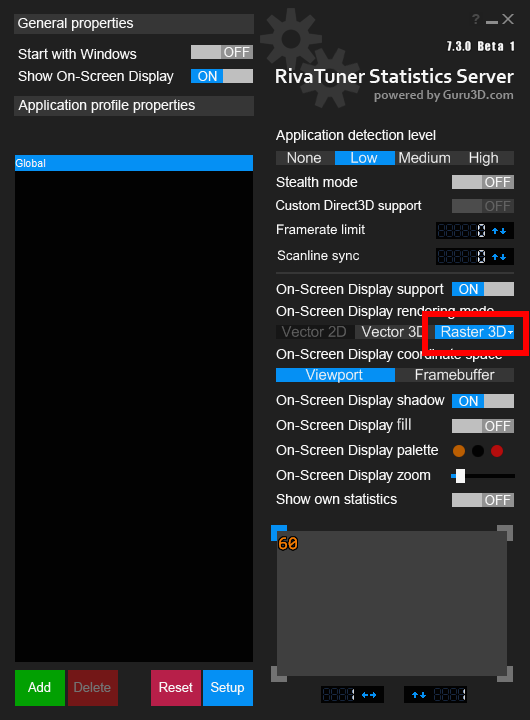 General properties
Start with Windows OFF
Show On-Screen Display ON
Application profile properties
Global
Add
Delete
Reset
Setup
?
7.3.0 Beta 1
RivaTuner Statistics Server
powered by Guru3D.com
Application detection level
None Low Medium High
Stealth mode OFF
Custom Direct3D support OFF
Framerate limit 0
Scanline sync 0
On-Screen Display support ON
On-Screen Display rendering mode
Vector 2D Vector 3D Raster 3D
On-Screen Display coordinate space
Viewport Framebuffer
On-Screen Display shadow ON
On-Screen Display fill OFF
On-Screen Display palette
On-Screen Display zoom
Show own statistics OFF
60
1 1